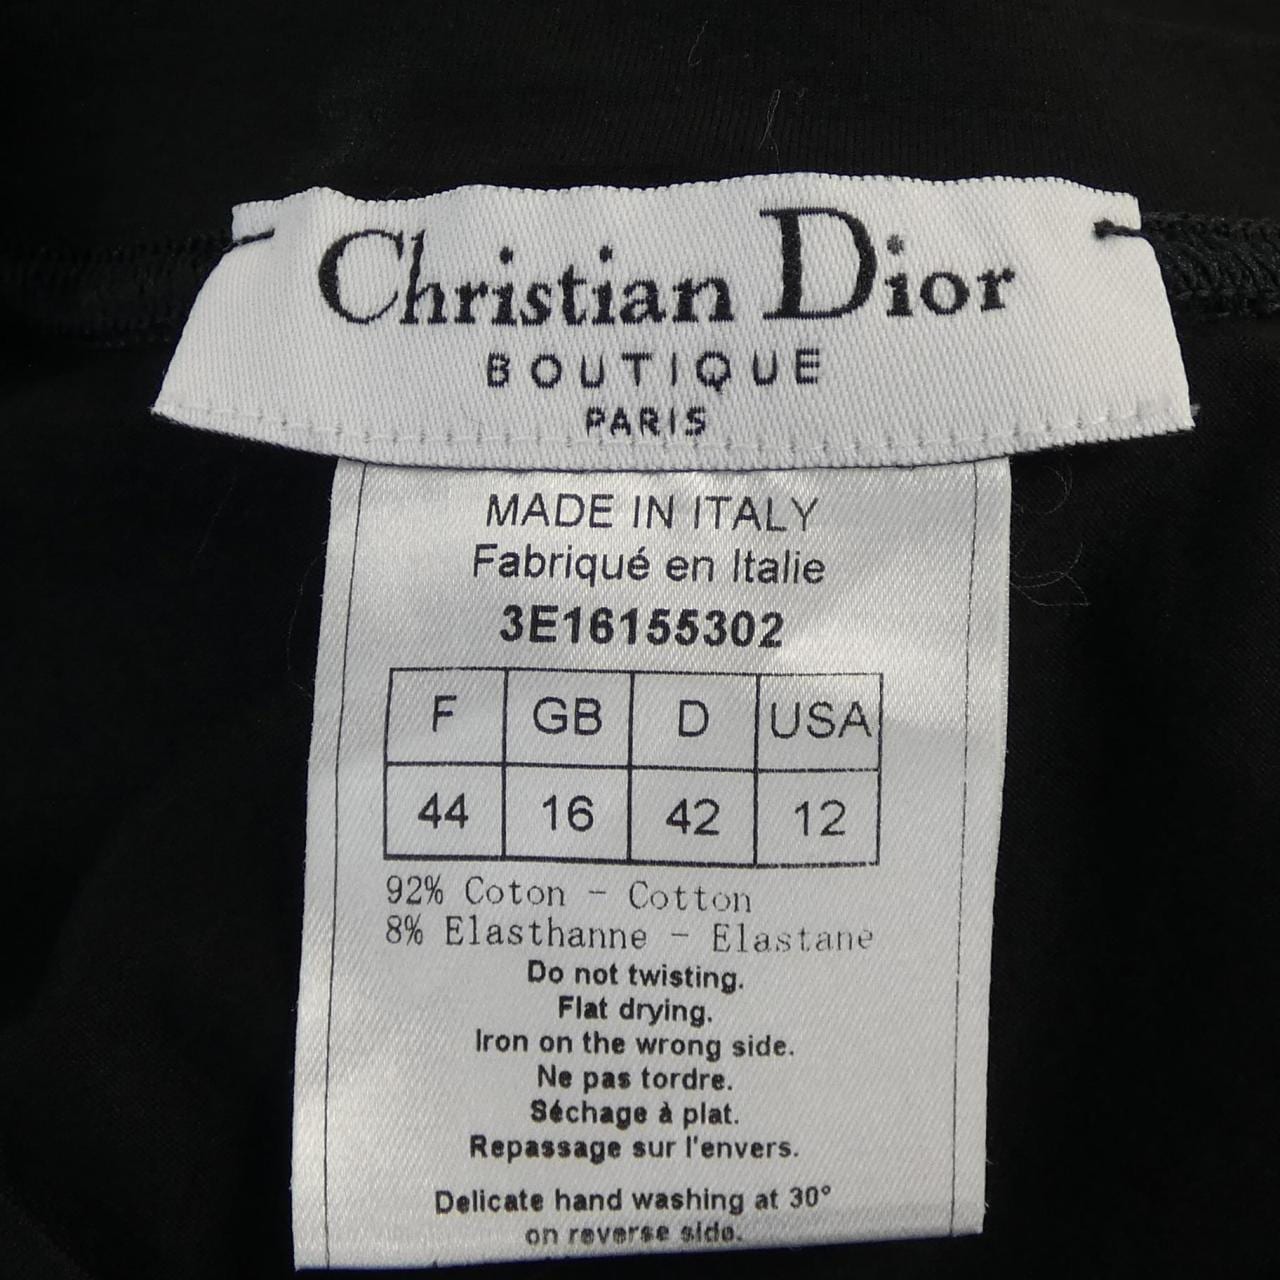 Christian Dior
BOUTIQUE
PARIS
MADE IN ITALY
Fabriqué en Italie
3E16155302
F GB D USA
44 16 42 12
92% Coton - Cotton
8% Elasthanne - Elastane
Do not twisting.
Flat drying.
Iron on the wrong side.
Ne pas tordre.
Séchage à plat.
Repassage sur l'envers.
Delicate hand washing at 30°
on reverse side.